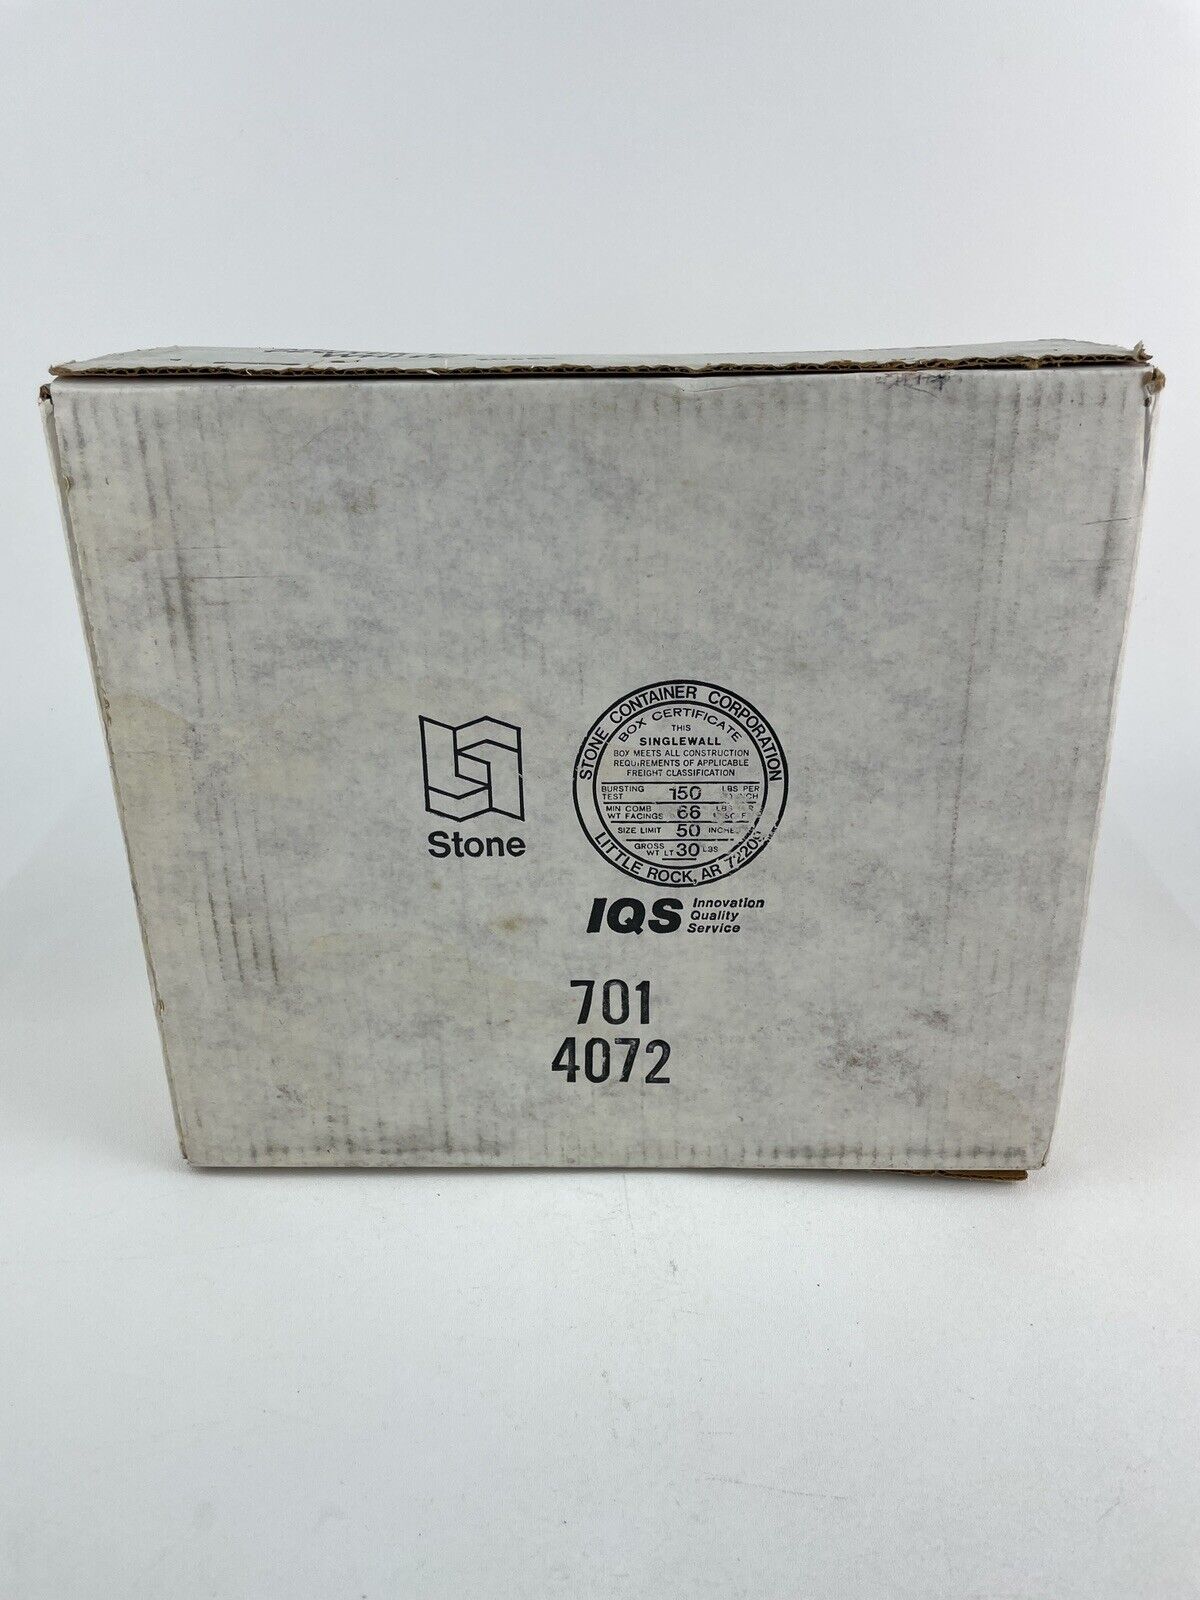 Stone
STONE CONTAINER CORPORATION
BOX CERTIFICATE
THIS
SINGLEWALL
BOX MEETS ALL CONSTRUCTION
REQUIREMENTS OF APPLICABLE
FREIGHT CLASSIFICATION
BURSTING TEST 150 LBS PER
MIN COMB WT FACINGS 66
SIZE LIMIT 50 INCHES
GROSS WT LT 30 LBS
LITTLE ROCK, AR
IQS
Innovation
Quality
Service
701
4072